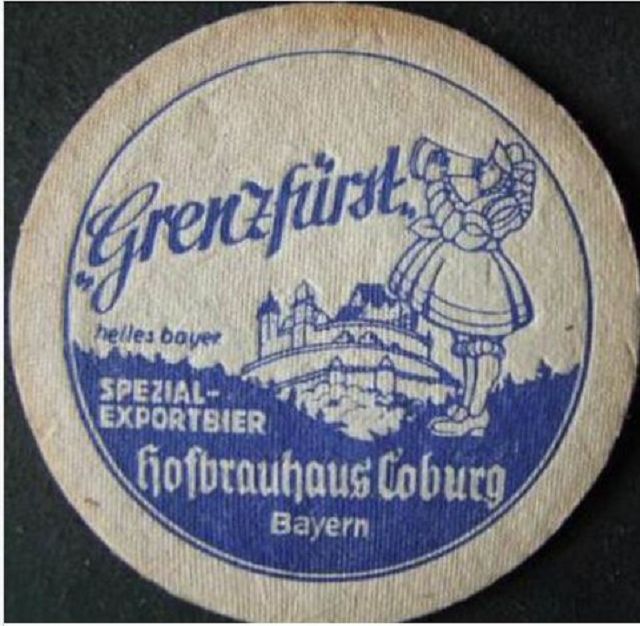 „Grenzfürst„
helles bayer
SPEZIAL-
EXPORTBIER
Hofbrauhaus Coburg
Bayern